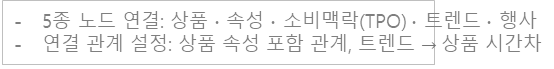 - 5종 노드 연결: 상품·속성·소비맥락(TPO)·트렌드·행사
- 연결 관계 설정: 상품 속성 포함 관계, 트렌드 → 상품 시간차